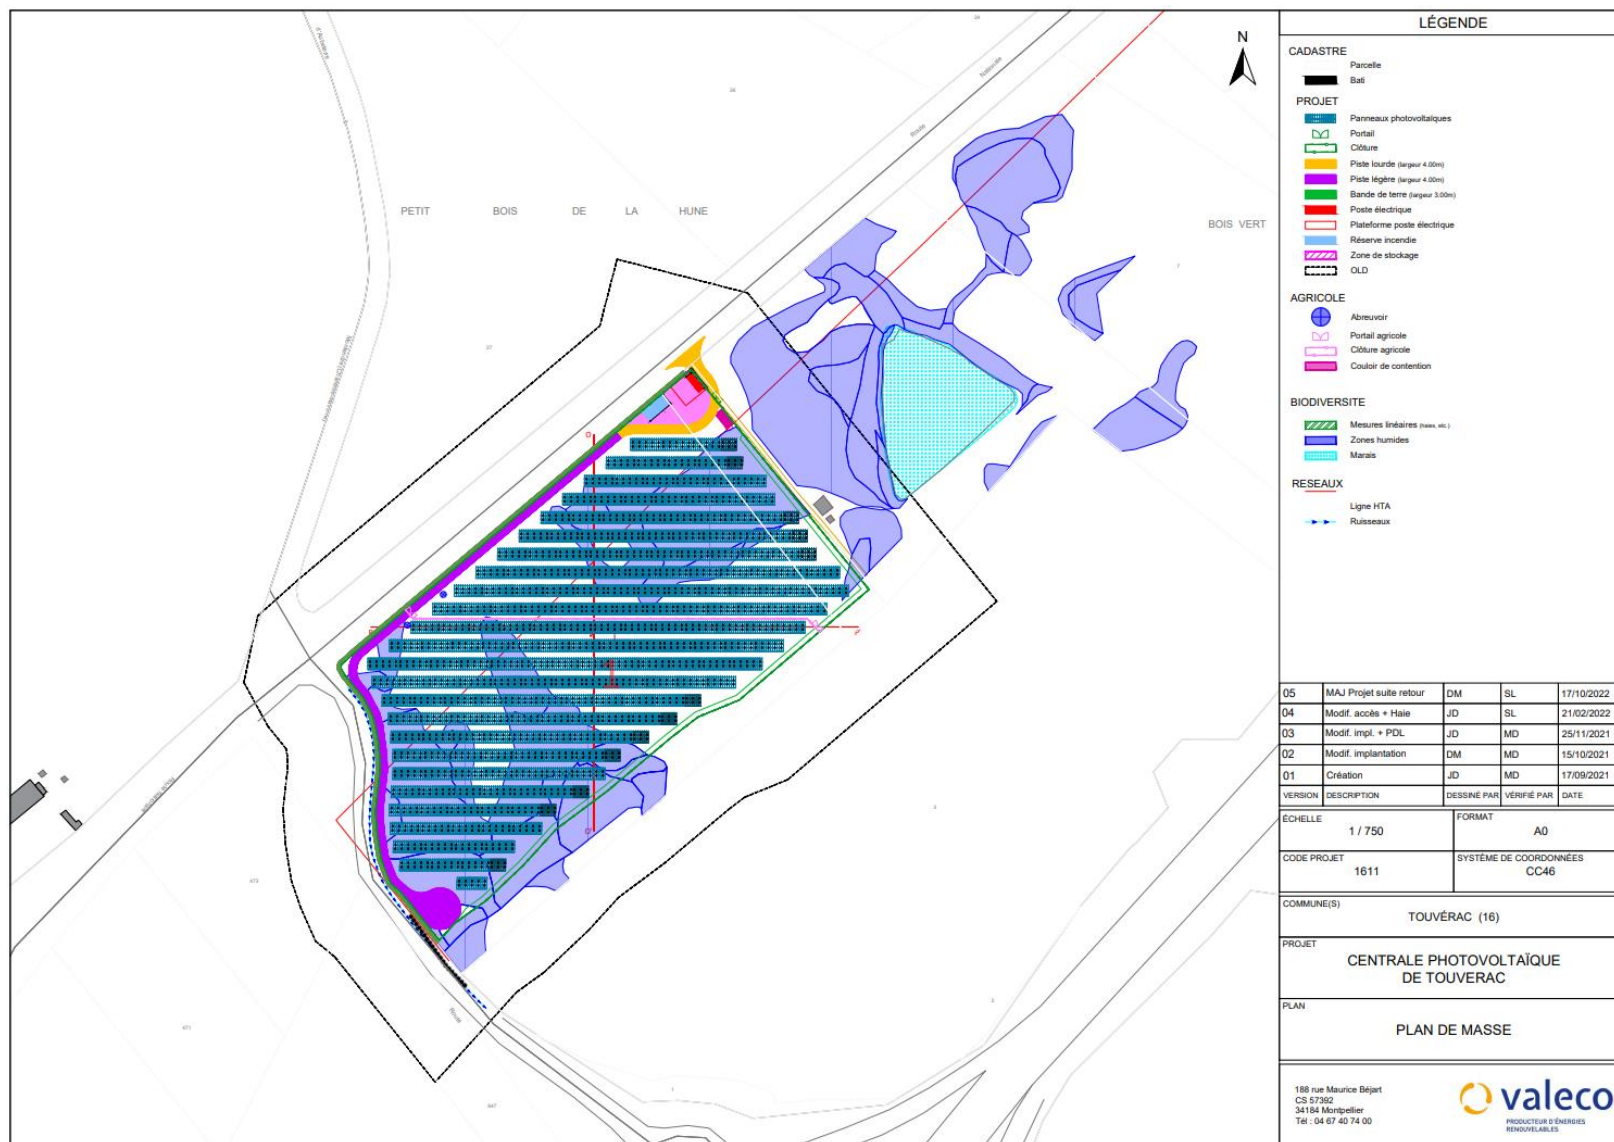 N
Route
Nationale
PETIT BOIS DE LA HUNE
BOIS VERT
Route
LÉGENDE
CADASTRE
Parcelle
Bati
PROJET
Panneaux photovoltaïques
Portail
Clôture
Piste lourde (largeur 4.00m)
Piste légère (largeur 4.00m)
Bande de terre (largeur 3.00m)
Poste électrique
Plateforme poste électrique
Réserve incendie
Zone de stockage
OLD
AGRICOLE
Abreuvoir
Portail agricole
Clôture agricole
Couloir de contention
BIODIVERSITE
Mesures linéaires (haies, etc.)
Zones humides
Marais
RESEAUX
Ligne HTA
Ruisseaux
05 MAJ Projet suite retour DM SL 17/10/2022
04 Modif. accès + Haie JD SL 21/02/2022
03 Modif. impl. + PDL JD MD 25/11/2021
02 Modif. implantation DM MD 15/10/2021
01 Création JD MD 17/09/2021
VERSION DESCRIPTION DESSINÉ PAR VÉRIFIÉ PAR DATE
ÉCHELLE
1 / 750
FORMAT
A0
CODE PROJET
1611
SYSTÈME DE COORDONNÉES
CC46
COMMUNE(S)
TOUVÉRAC (16)
PROJET
CENTRALE PHOTOVOLTAÏQUE
DE TOUVERAC
PLAN
PLAN DE MASSE
188 rue Maurice Béjart
CS 57392
34184 Montpellier
Tél : 04 67 40 74 00
valeco
PRODUCTEUR D'ÉNERGIES
RENOUVELABLES